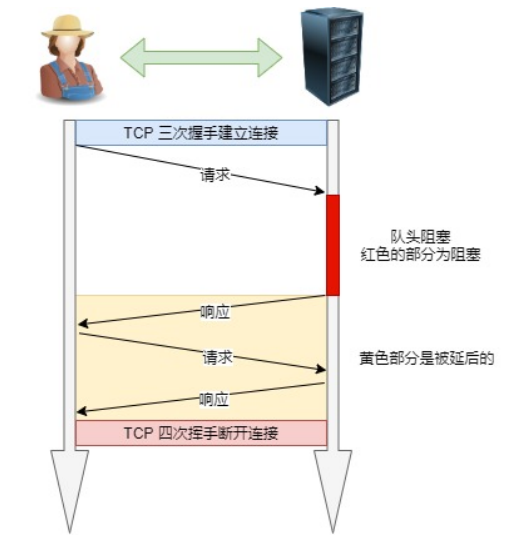 TCP 三次握手建立连接
请求
队头阻塞
红色的部分为阻塞
响应
请求
黄色部分是被延后的
响应
TCP 四次挥手断开连接